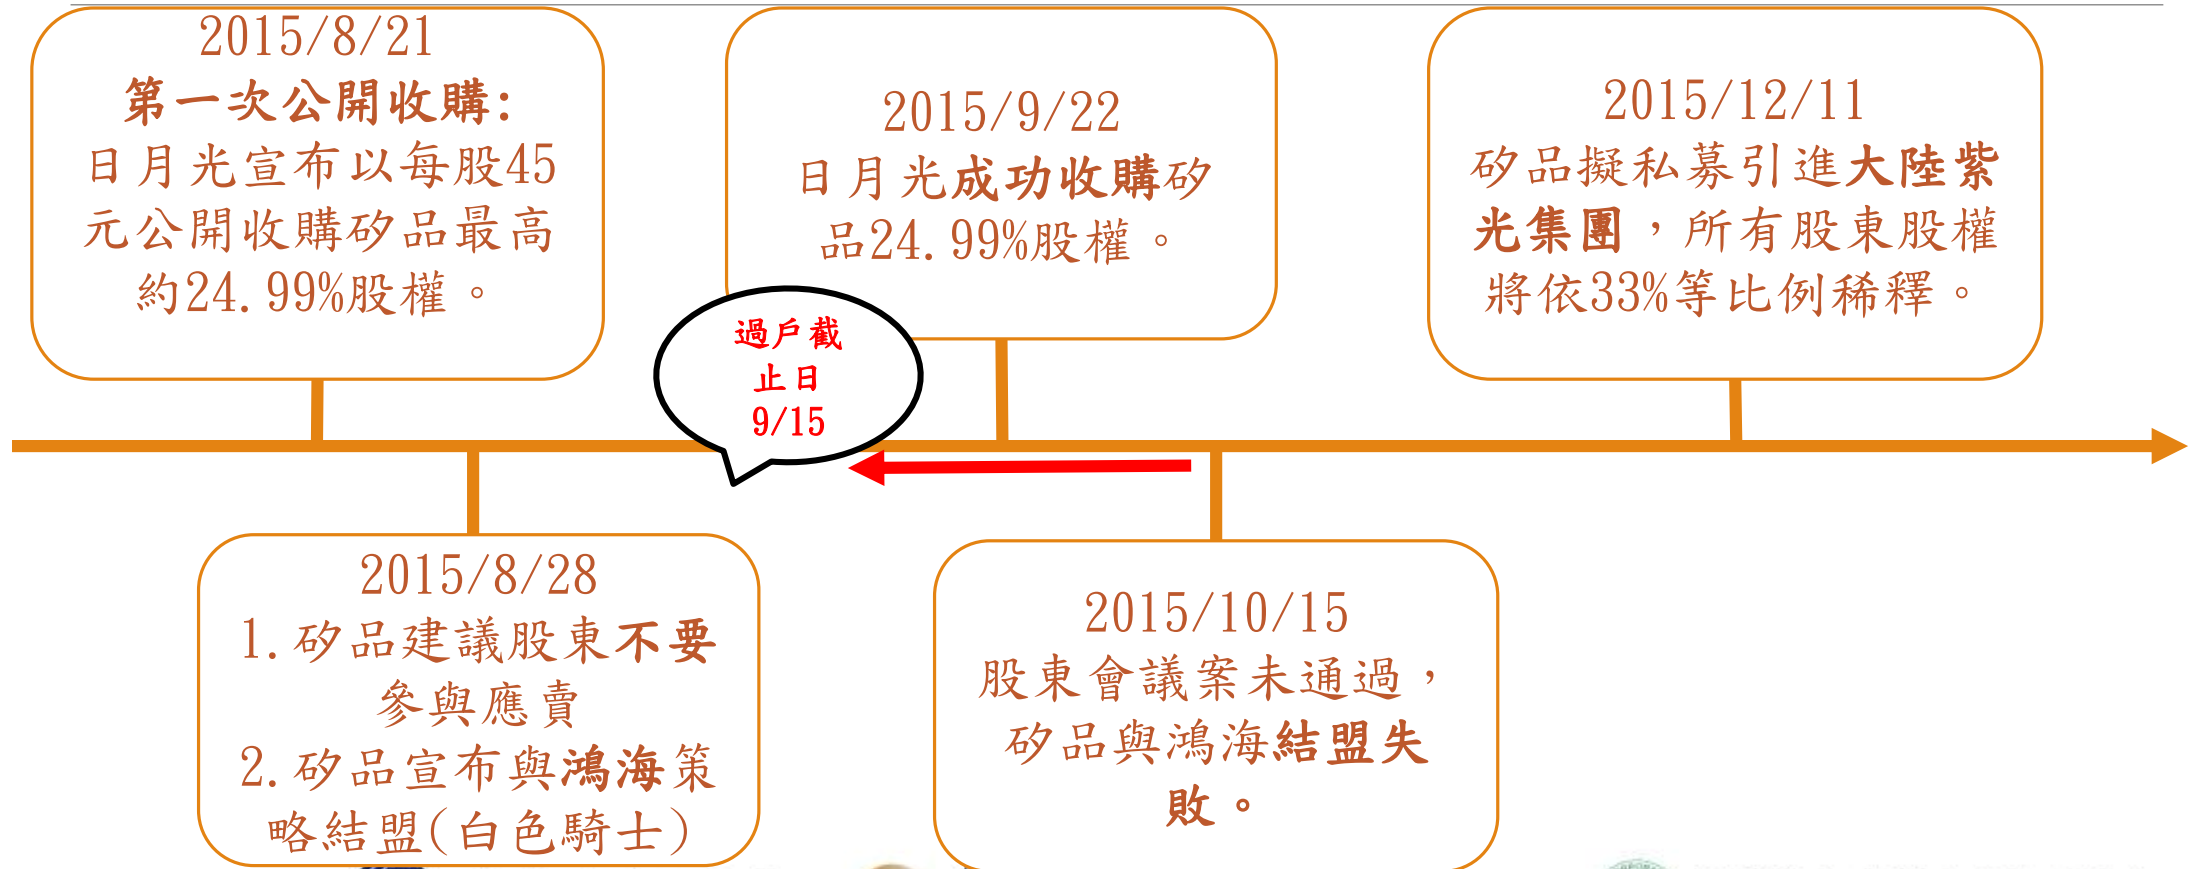 2015/8/21
第一次公開收購:
日月光宣布以每股45
元公開收購矽品最高
約24.99%股權。
2015/9/22
日月光成功收購矽
品24.99%股權。
2015/12/11
矽品擬私募引進大陸紫
光集團，所有股東股權
將依33%等比例稀釋。
過戶截
止日
9/15
2015/8/28
1.矽品建議股東不要
參與應賣
2.矽品宣布與鴻海策
略結盟(白色騎士)
2015/10/15
股東會議案未通過，
矽品與鴻海結盟失
敗。